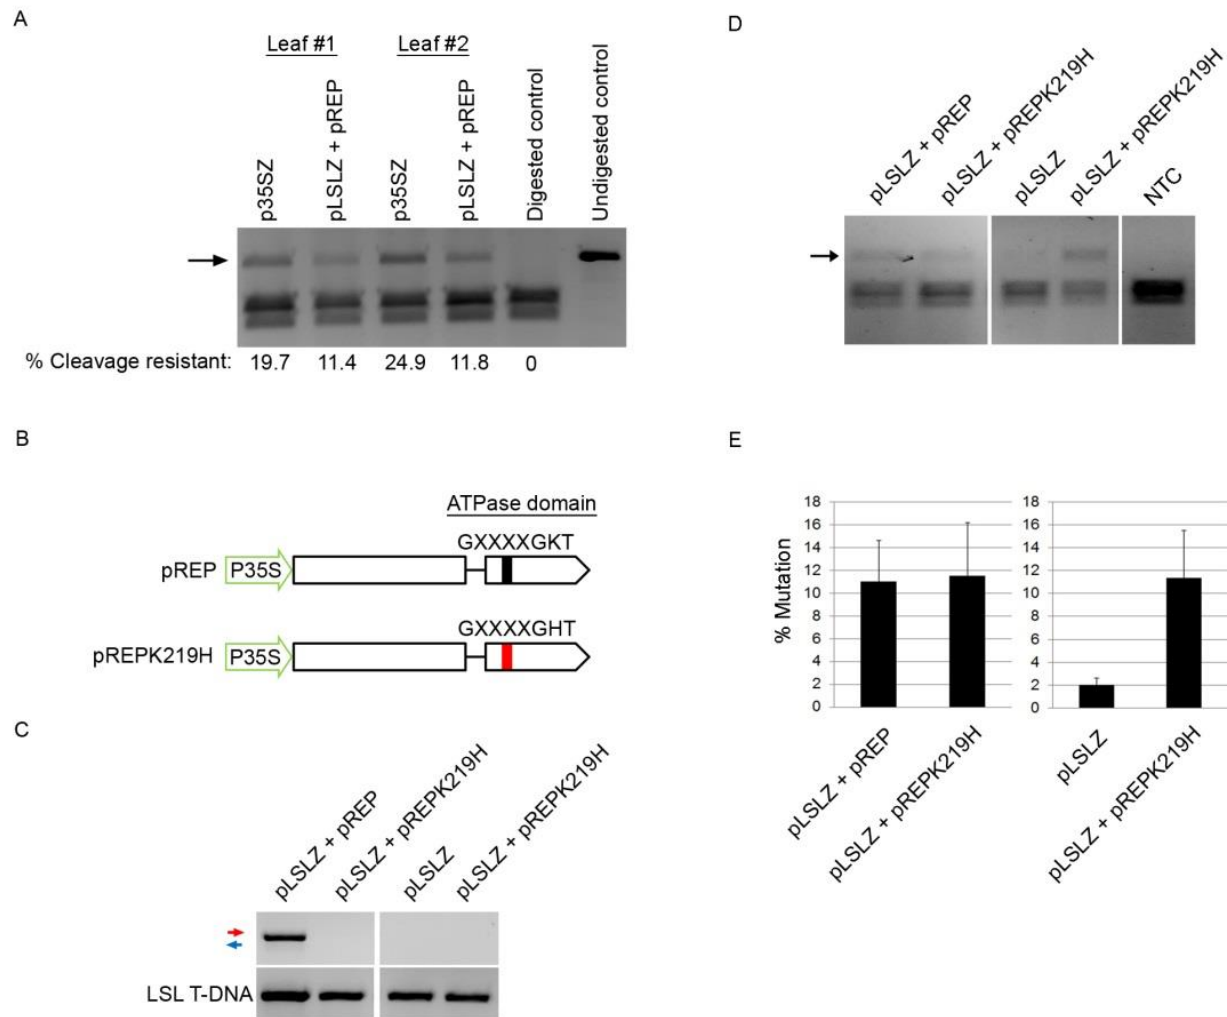 A
Leaf #1
Leaf #2
p35SZ
pLSLZ + pREP
p35SZ
pLSLZ + pREP
Digested control
Undigested control
% Cleavage resistant: 19.7 11.4 24.9 11.8 0
B
ATPase domain
GXXXXGKT
pREP P35S
GXXXXGHT
pREPK219H P35S
C
pLSLZ + pREP
pLSLZ + pREPK219H
pLSLZ
pLSLZ + pREPK219H
LSL T-DNA
D
pLSLZ + pREP
pLSLZ + pREPK219H
pLSLZ
pLSLZ + pREPK219H
NTC
E
% Mutation
18
16
14
12
10
8
6
4
2
0
pLSLZ + pREP
pLSLZ + pREPK219H
18
16
14
12
10
8
6
4
2
0
pLSLZ
pLSLZ + pREPK219H